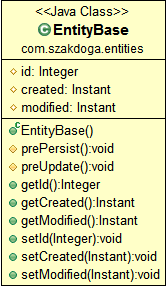 <<Java Class>>
EntityBase
com.szakdoga.entities
id: Integer
created: Instant
modified: Instant
EntityBase()
prePersist():void
preUpdate():void
getId():Integer
getCreated():Instant
getModified():Instant
setId(Integer):void
setCreated(Instant):void
setModified(Instant):void